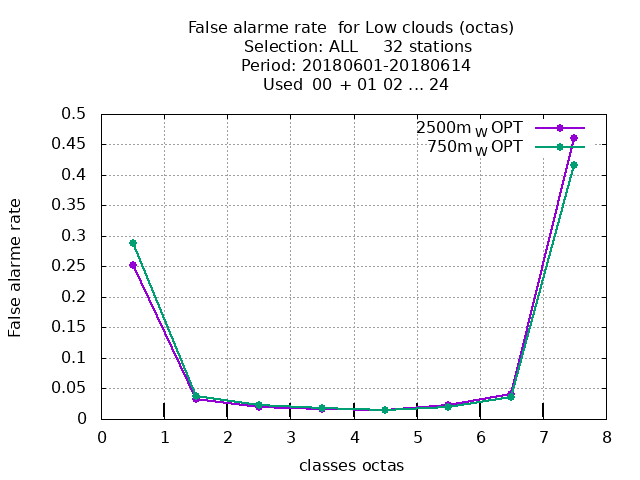 False alarme rate  for Low clouds (octas)
Selection: ALL     32 stations
Period: 20180601-20180614
Used  00 + 01 02 ... 24
2500m W OPT
750m W OPT
False alarme rate
0.5
0.45
0.4
0.35
0.3
0.25
0.2
0.15
0.1
0.05
0
0 1 2 3 4 5 6 7 8
classes octas